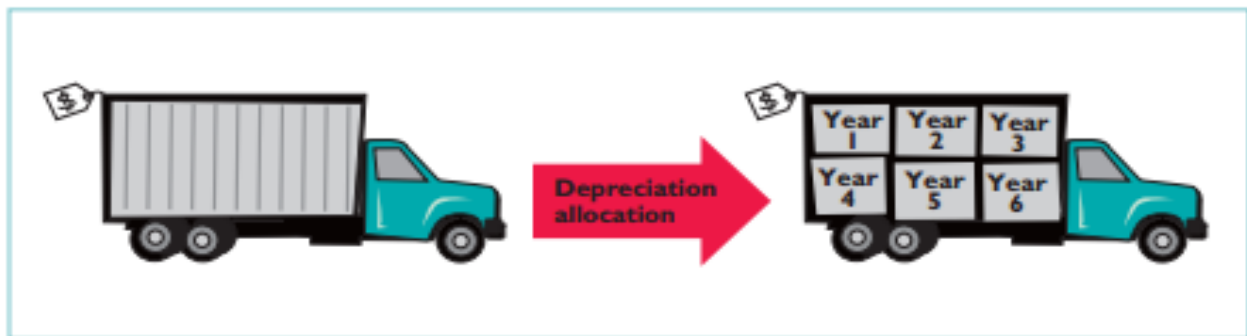 $
Depreciation
allocation
$
Year
1
Year
2
Year
3
Year
4
Year
5
Year
6